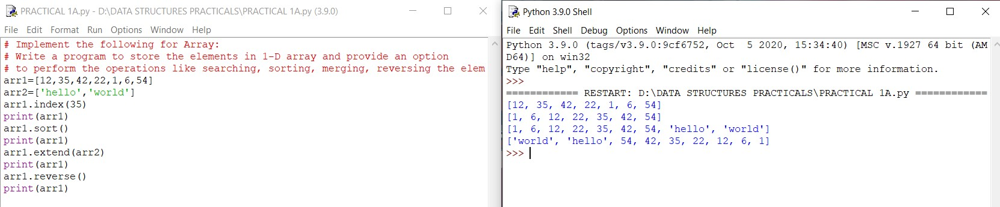 PRACTICAL 1A.py - D:\DATA STRUCTURES PRACTICALS\PRACTICAL 1A.py (3.9.0)
File Edit Format Run Options Window Help
# Implement the following for Array:
# Write a program to store the elements in 1-D array and provide an option
# to perform the operations like searching, sorting, merging, reversing the elem
arr1=[12,35,42,22,1,6,54]
arr2=['hello','world']
arr1.index(35)
print(arr1)
arr1.sort()
print(arr1)
arr1.extend(arr2)
print(arr1)
arr1.reverse()
print(arr1)
Python 3.9.0 Shell
File Edit Shell Debug Options Window Help
Python 3.9.0 (tags/v3.9.0:9cf6752, Oct  5 2020, 15:34:40) [MSC v.1927 64 bit (AM
D64)] on win32
Type "help", "copyright", "credits" or "license()" for more information.
>>>
============ RESTART: D:\DATA STRUCTURES PRACTICALS\PRACTICAL 1A.py ============
[12, 35, 42, 22, 1, 6, 54]
[1, 6, 12, 22, 35, 42, 54]
[1, 6, 12, 22, 35, 42, 54, 'hello', 'world']
['world', 'hello', 54, 42, 35, 22, 12, 6, 1]
>>>